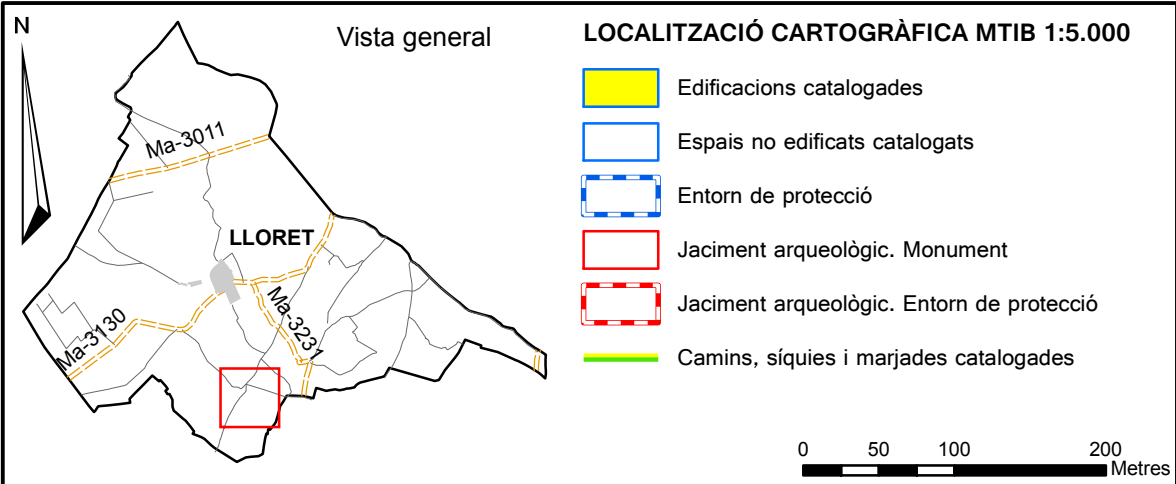 N
Vista general
Ma-3011
LLORET
Ma-3231
Ma-3130
LOCALITZACIÓ CARTOGRÀFICA MTIB 1:5.000
Edificacions catalogades
Espais no edificats catalogats
Entorn de protecció
Jaciment arqueològic. Monument
Jaciment arqueològic. Entorn de protecció
Camins, síquies i marjades catalogades
0 50 100 200
Metres